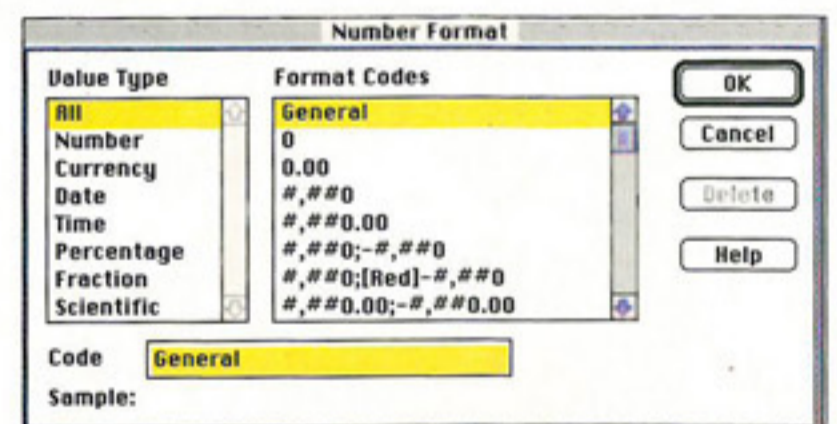 Number Format
Value Type
All
Number
Currency
Date
Time
Percentage
Fraction
Scientific
Format Codes
General
0
0.00
#,##0
#,##0.00
#,##0;-#,##0
#,##0;[Red]-#,##0
#,##0.00;-#,##0.00
OK
Cancel
Delete
Help
Code General
Sample: